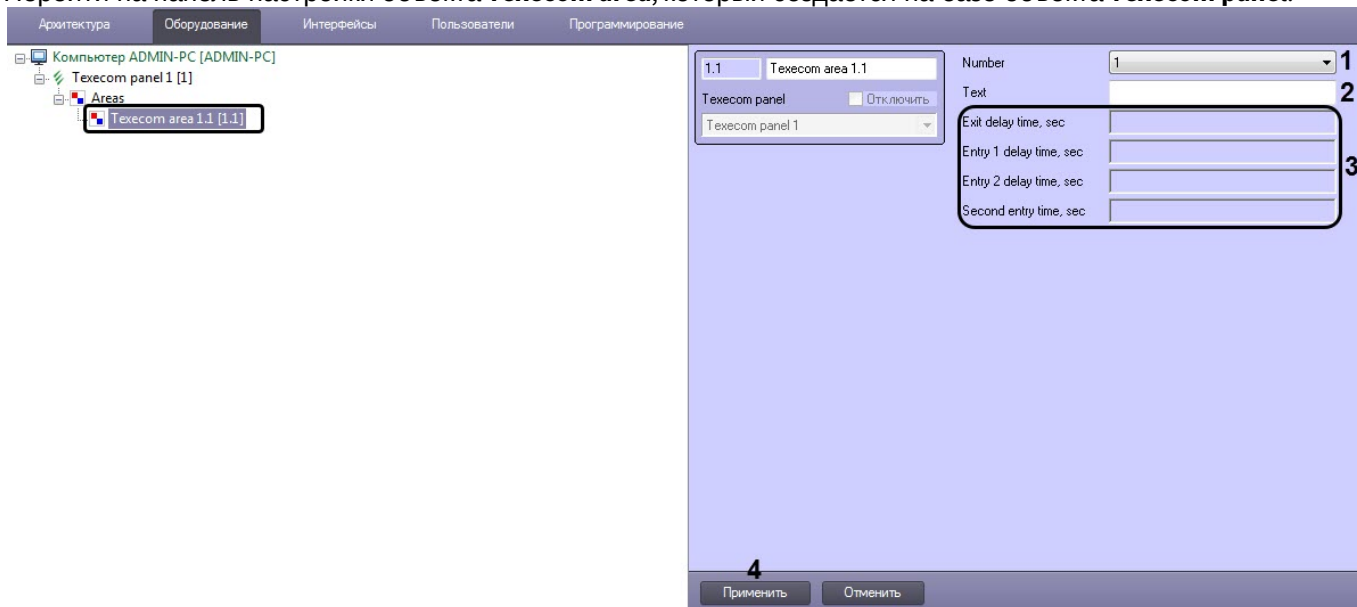 Перейти на панель настройки объекта Texecom area, который создается на базе объекта Texecom panel.
Архитектура Оборудование Интерфейсы Пользователи Программирование
Компьютер ADMIN-PC [ADMIN-PC]
Texecom panel 1 [1]
Areas
Texecom area 1.1 [1.1]
1.1 Texecom area 1.1
Texecom panel Отключить
Texecom panel 1
Number 1 1
Text 2
Exit delay time, sec
Entry 1 delay time, sec
3
Entry 2 delay time, sec
Second entry time, sec
4
Применить Отменить